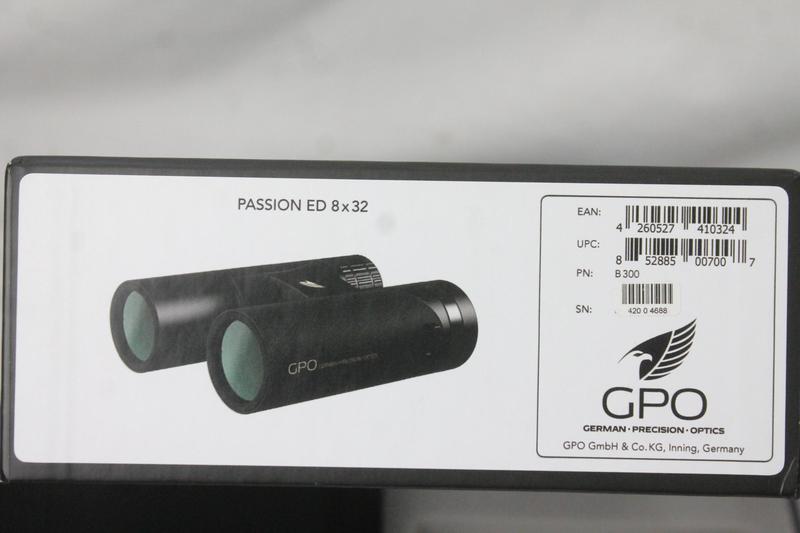 PASSION ED 8x32
EAN:
4 260527 410324
UPC:
8 52885 00700 7
PN: B300
SN:
420 0 4688
GPO
GPO
GERMAN · PRECISION · OPTICS
GPO GmbH & Co. KG, Inning, Germany